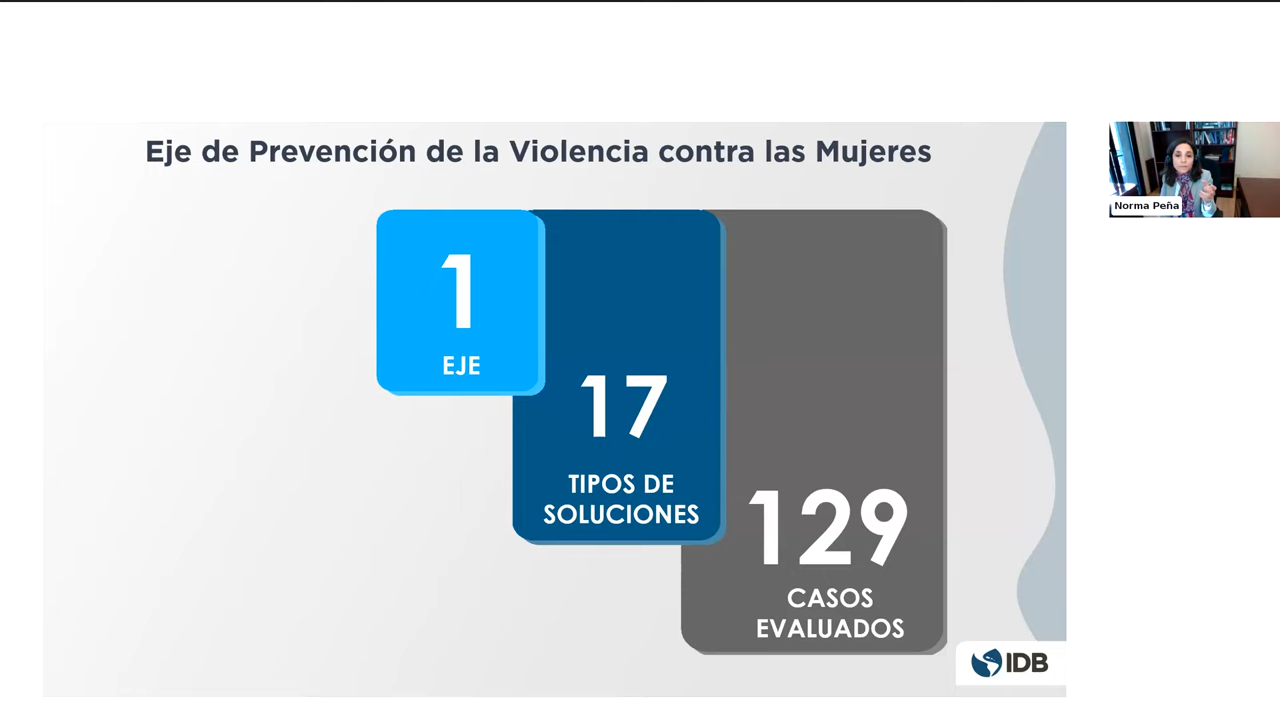 Eje de Prevención de la Violencia contra las Mujeres
1
EJE
17
TIPOS DE
SOLUCIONES
129
CASOS
EVALUADOS
IDB
Norma Peña